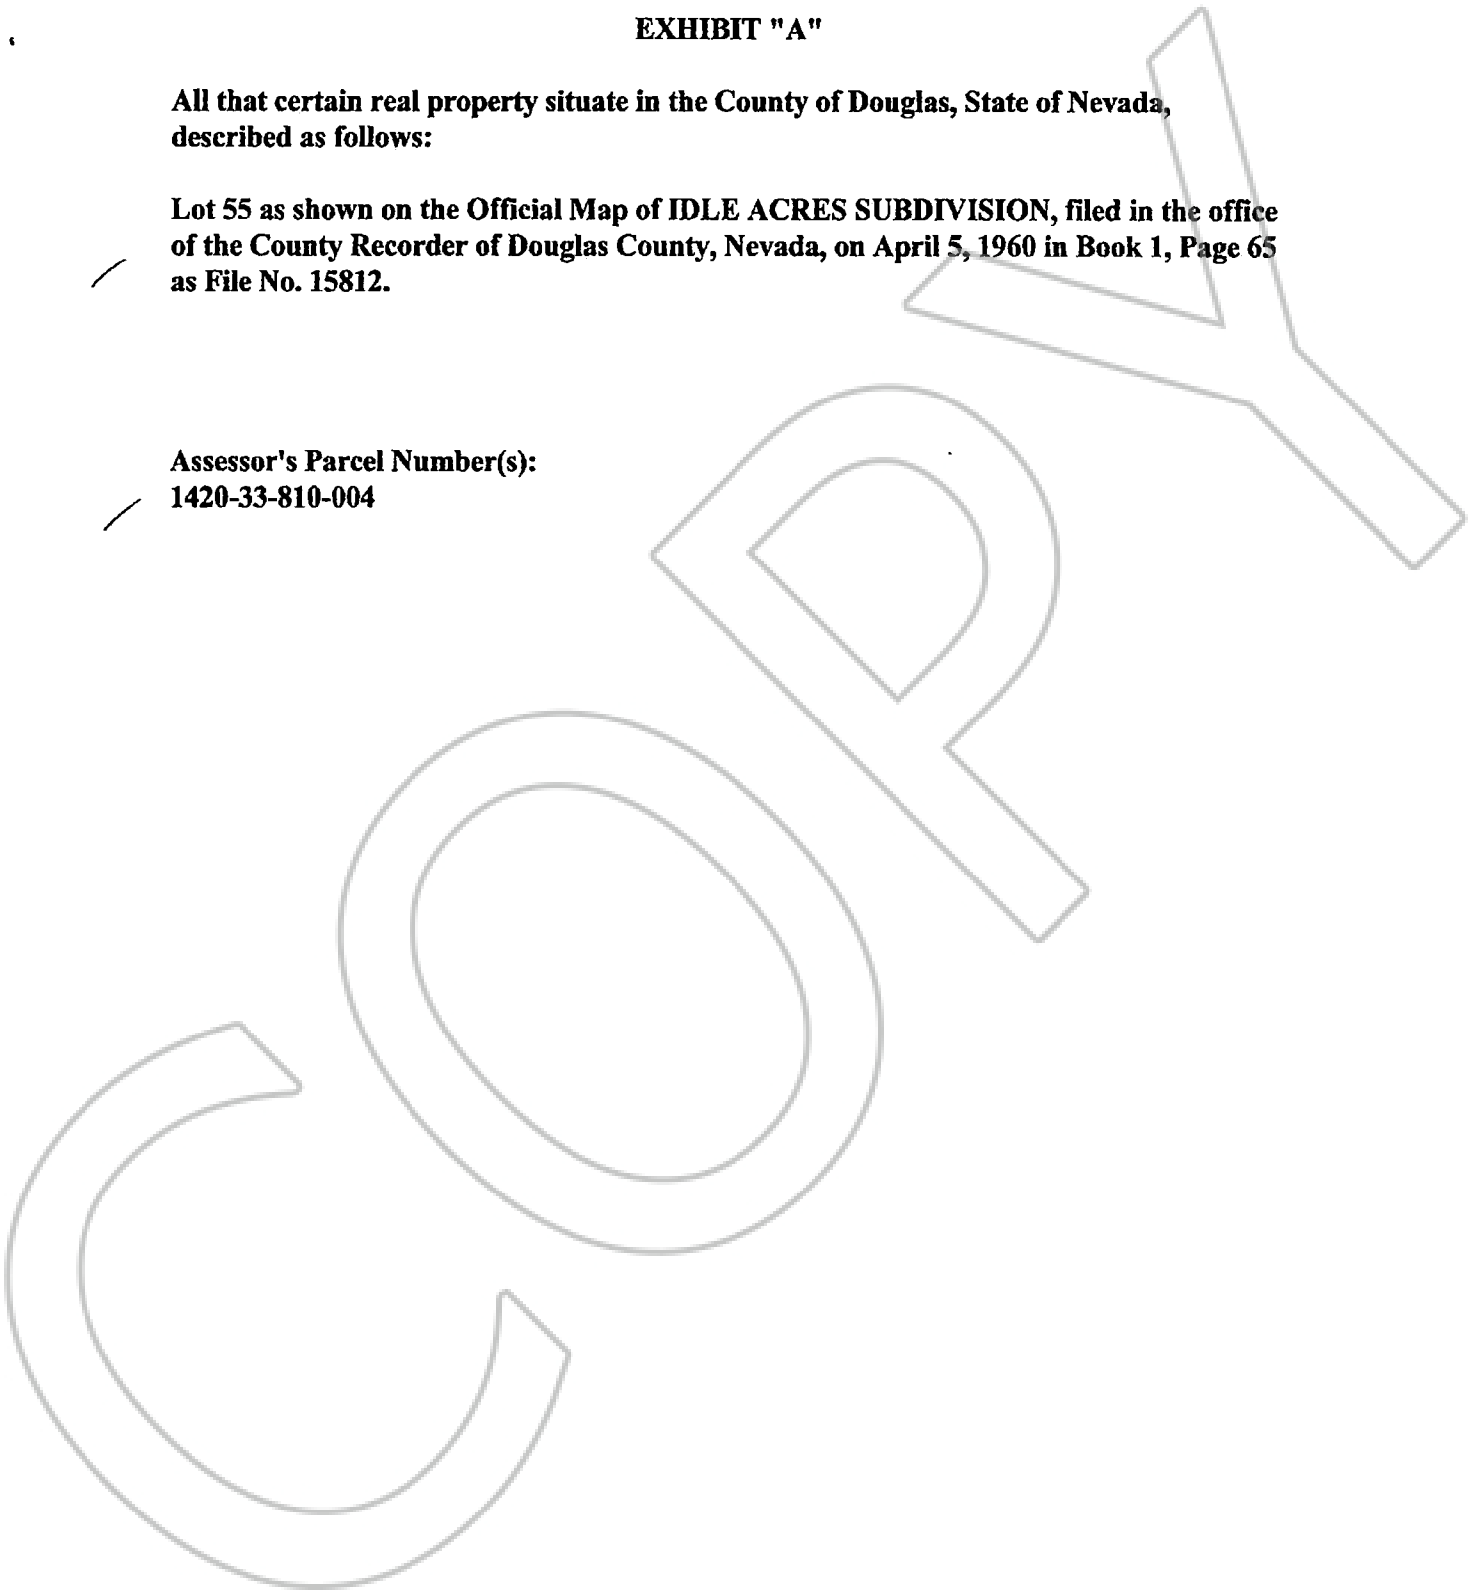 EXHIBIT "A"
All that certain real property situate in the County of Douglas, State of Nevada,
described as follows:
Lot 55 as shown on the Official Map of IDLE ACRES SUBDIVISION, filed in the office
of the County Recorder of Douglas County, Nevada, on April 5, 1960 in Book 1, Page 65
as File No. 15812.
Assessor's Parcel Number(s):
1420-33-810-004
COPY